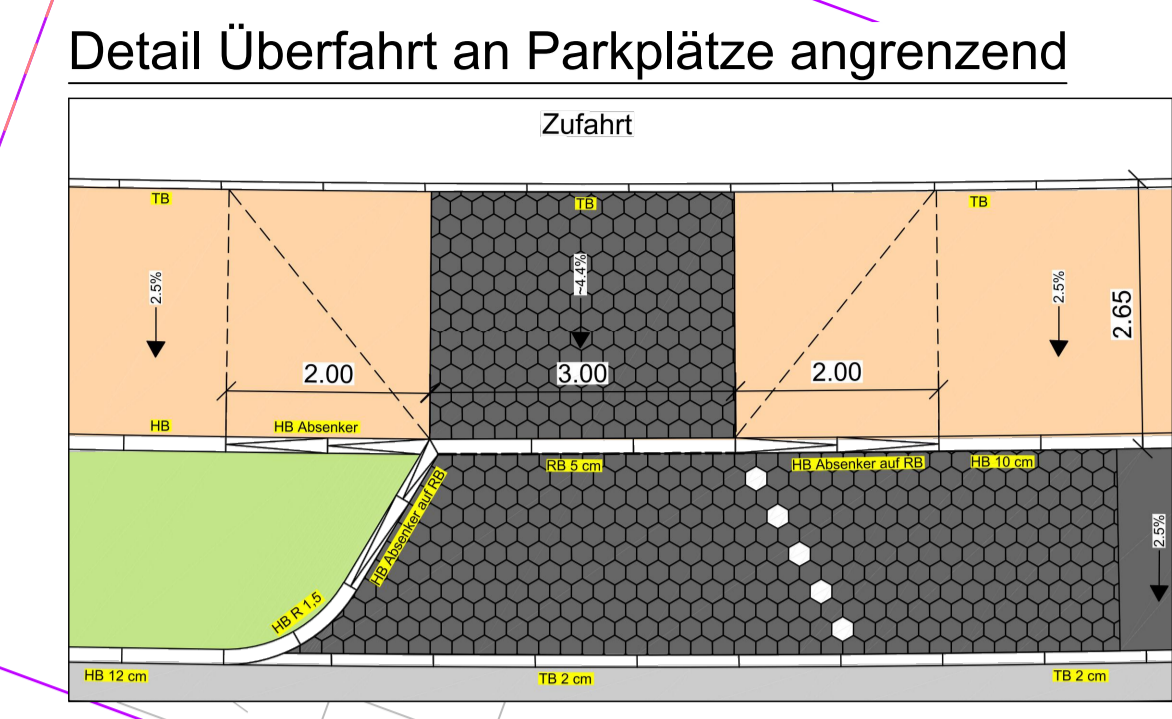 Detail Überfahrt an Parkplätze angrenzend
Zufahrt
TB
TB
TB
2.5%
~4.4%
2.5%
2.65
2.00
3.00
2.00
HB
HB Absenker
RB 5 cm
HB Absenker auf RB
HB 10 cm
HB Absenker auf RB
2.5%
HB R 1,5
HB 12 cm
TB 2 cm
TB 2 cm